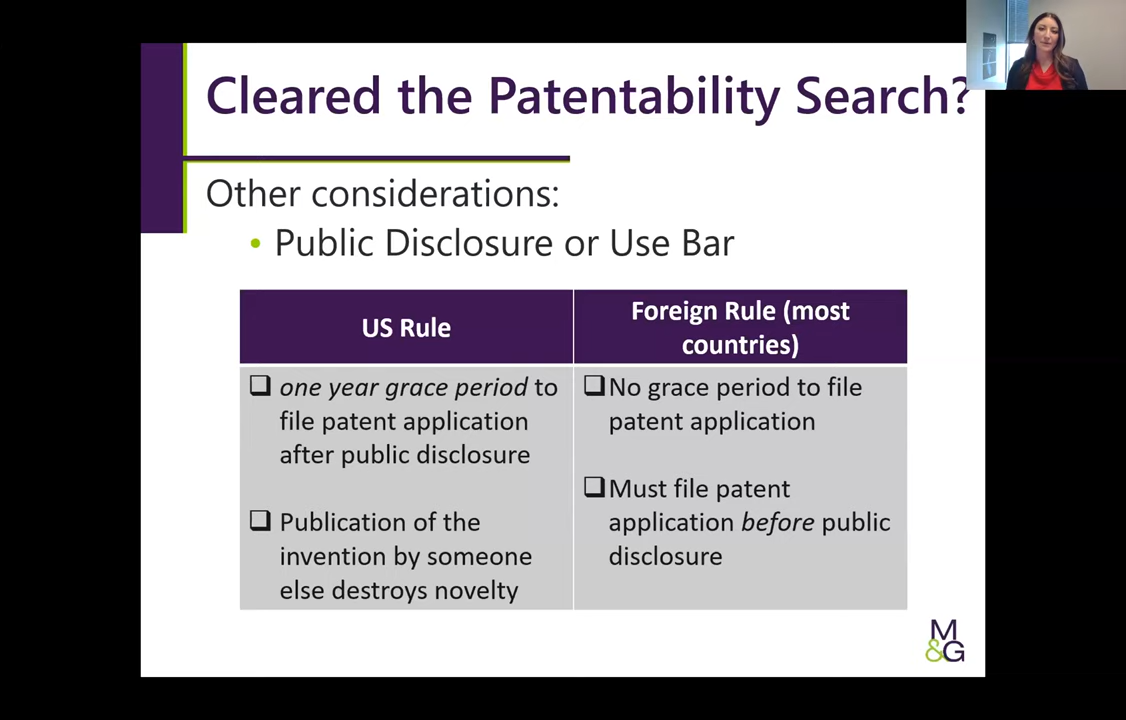 Cleared the Patentability Search?
Other considerations:
• Public Disclosure or Use Bar
US Rule
Foreign Rule (most
countries)
❑ one year grace period to
file patent application
after public disclosure
❑ Publication of the
invention by someone
else destroys novelty
❑ No grace period to file
patent application
❑ Must file patent
application before public
disclosure
M
&G